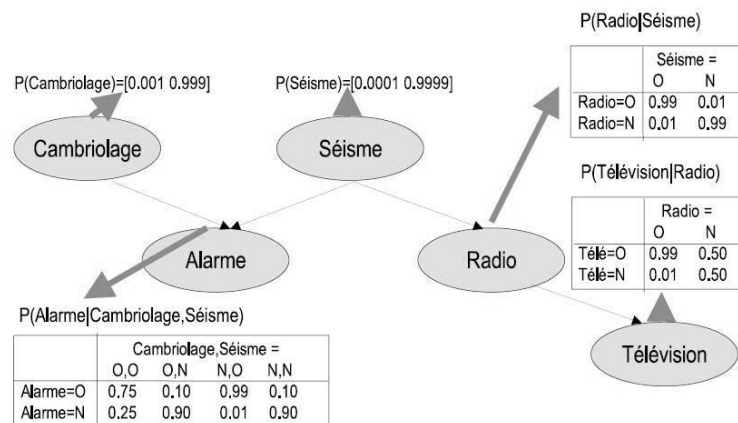 P(Radio|Séisme)
Séisme =
O N
Radio=O 0.99 0.01
Radio=N 0.01 0.99
P(Cambriolage)=[0.001 0.999]
P(Séisme)=[0.0001 0.9999]
Cambriolage
Séisme
P(Télévision|Radio)
Radio =
O N
Télé=O 0.99 0.50
Télé=N 0.01 0.50
Alarme
Radio
P(Alarme|Cambriolage,Séisme)
Cambriolage,Séisme =
O,O O,N N,O N,N
Alarme=O 0.75 0.10 0.99 0.10
Alarme=N 0.25 0.90 0.01 0.90
Télévision